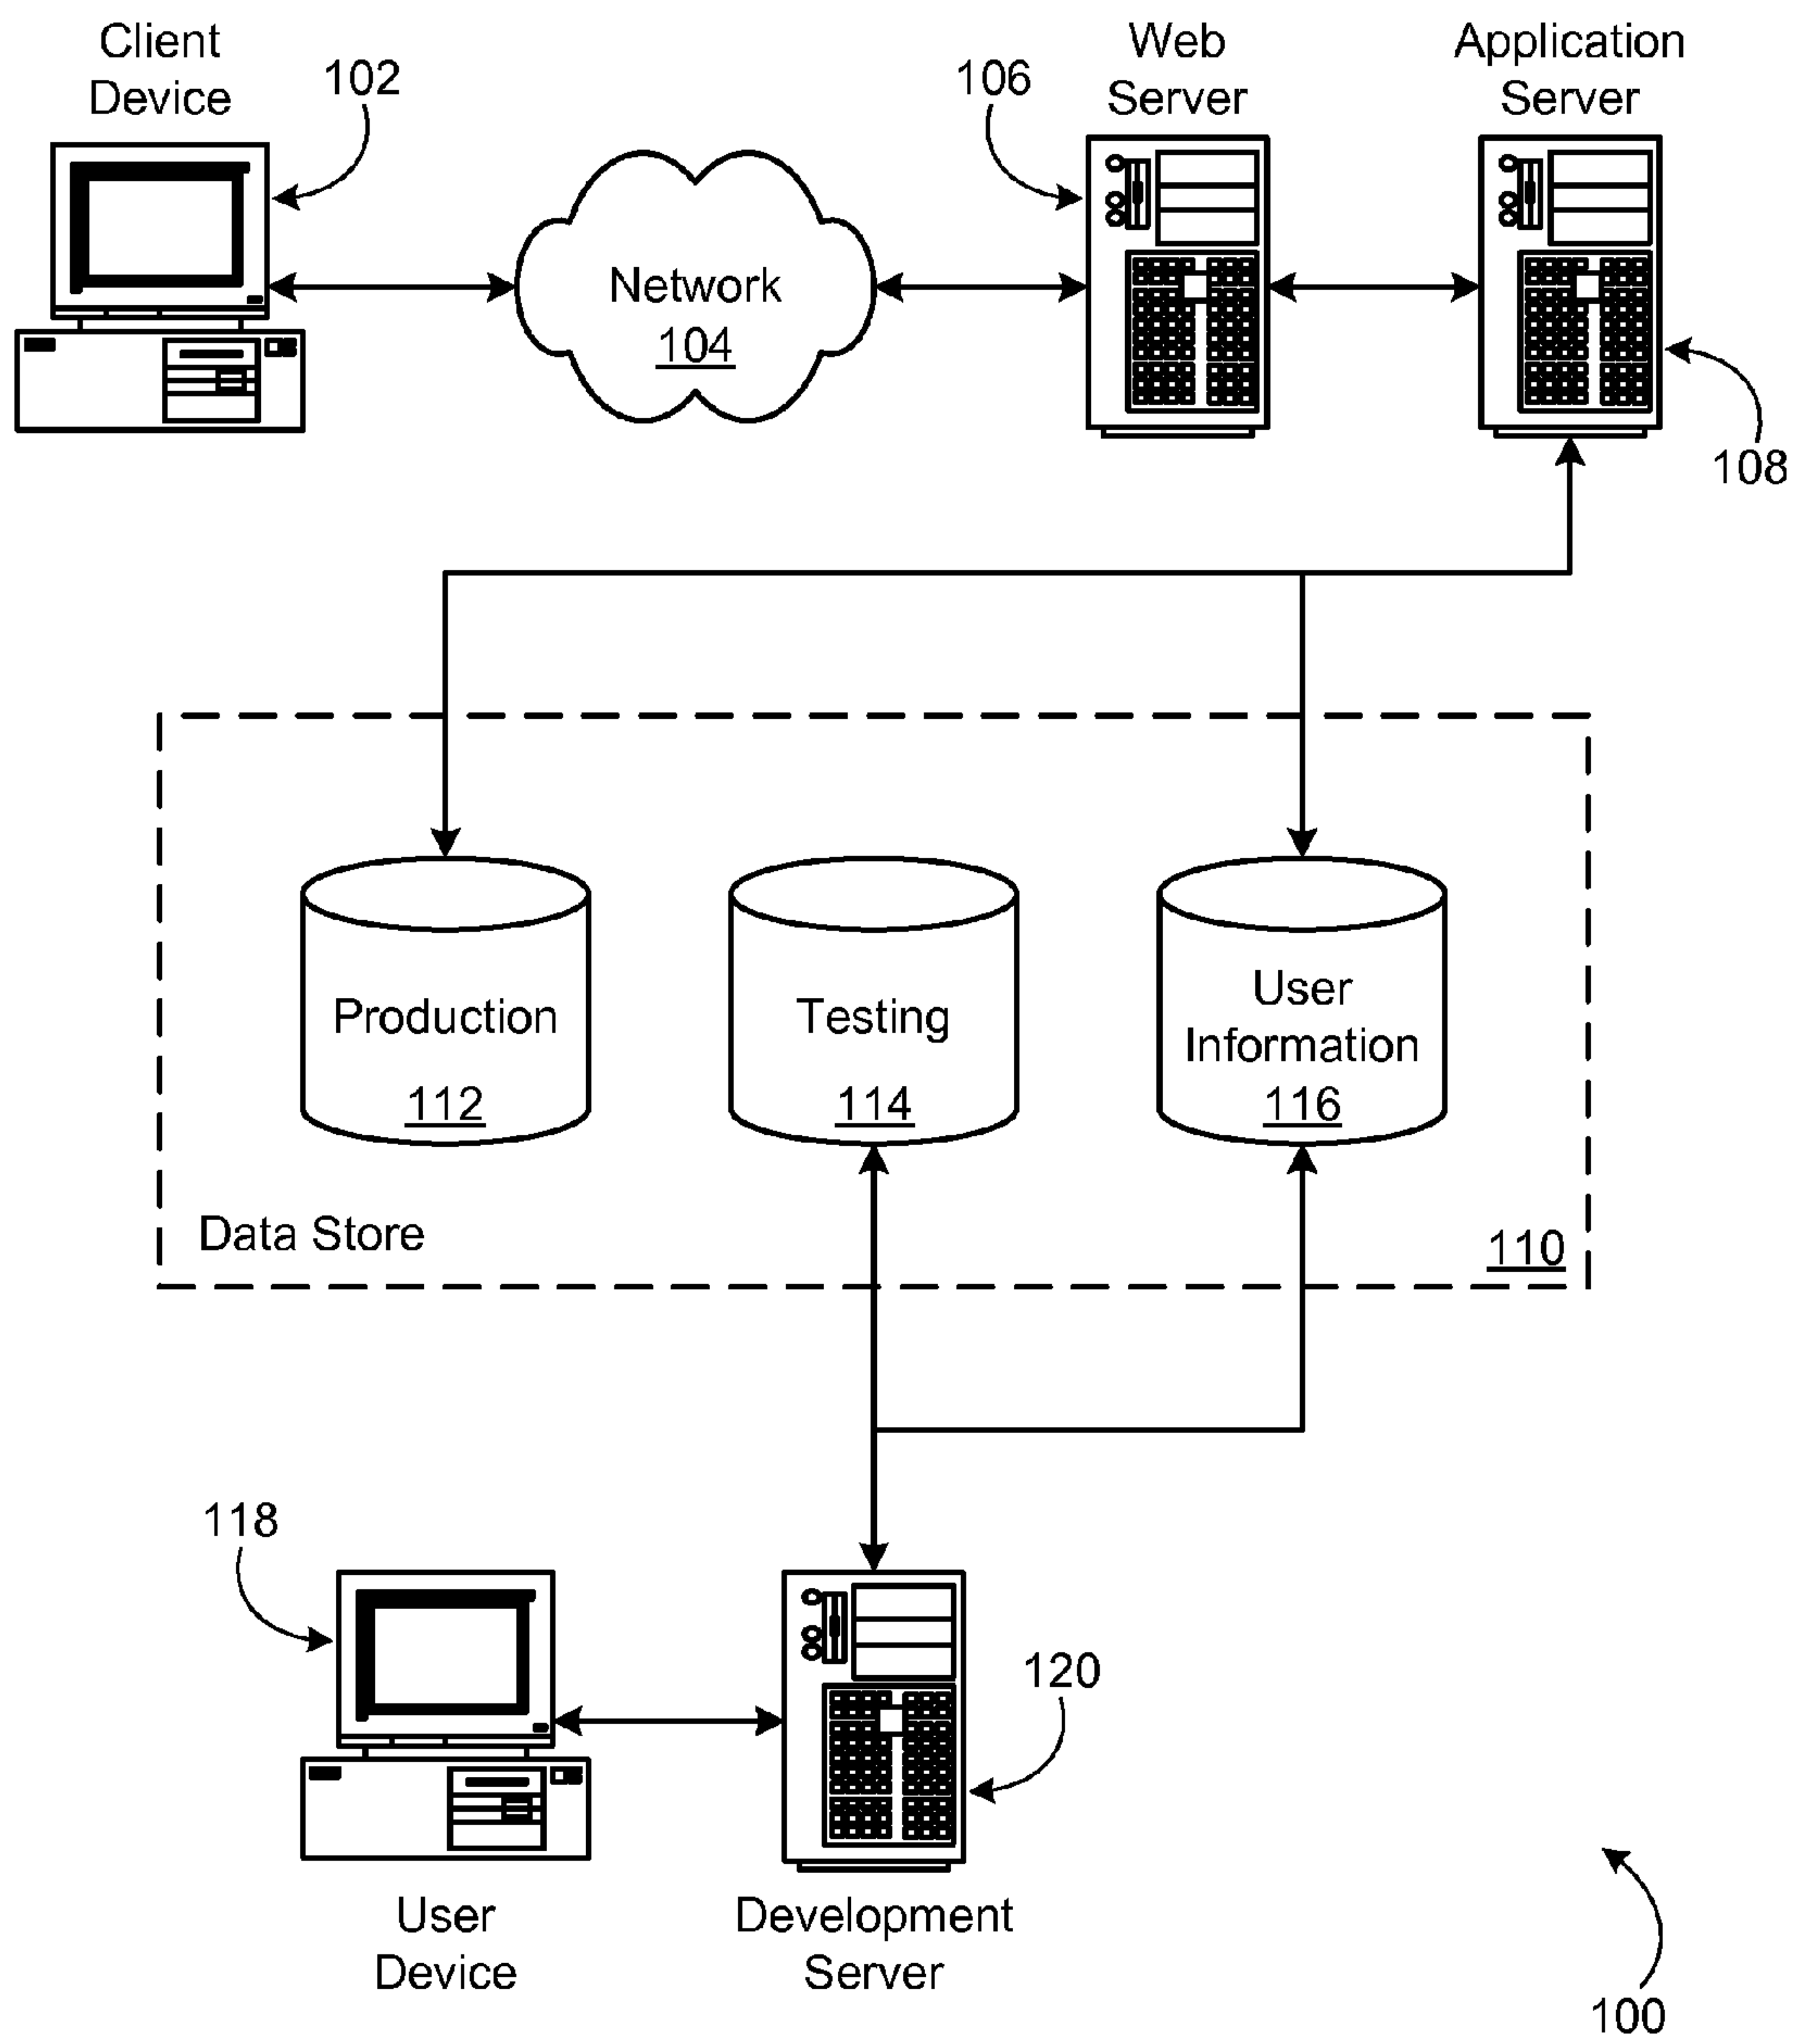 Client
Device
102
106
Web
Server
Application
Server
Network
104
108
Production
112
Testing
114
User
Information
116
Data Store
110
118
120
User
Device
Development
Server
100